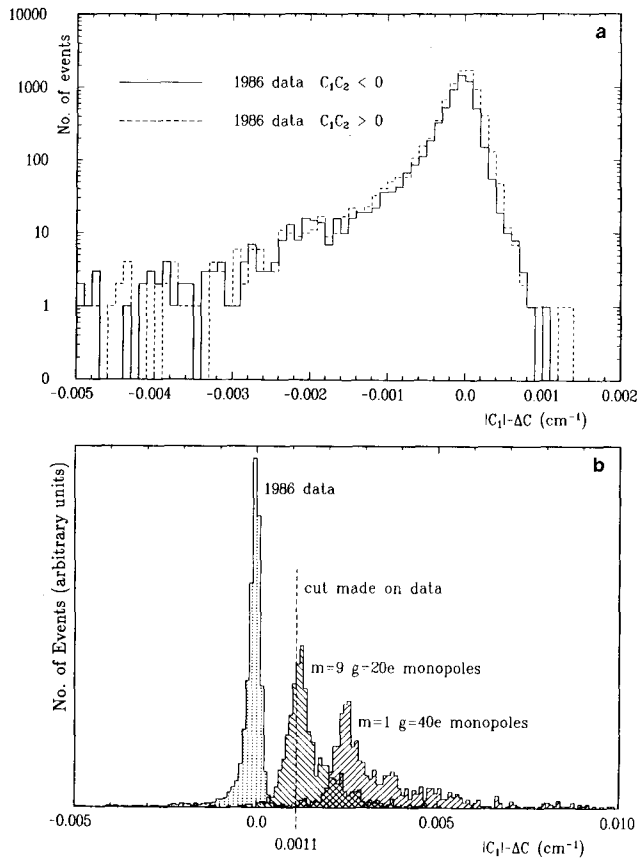 a
No. of events
10000
1000
100
10
1
0
1986 data C₁C₂ < 0
1986 data C₁C₂ > 0
-0.005 -0.004 -0.003 -0.002 -0.001 0.0 0.001 0.002
|C₁|-ΔC (cm⁻¹)
b
No. of Events (arbitrary units)
1986 data
cut made on data
m=9 g=20e monopoles
m=1 g=40e monopoles
-0.005 0.0 0.005 0.010
0.0011 |C₁|-ΔC (cm⁻¹)